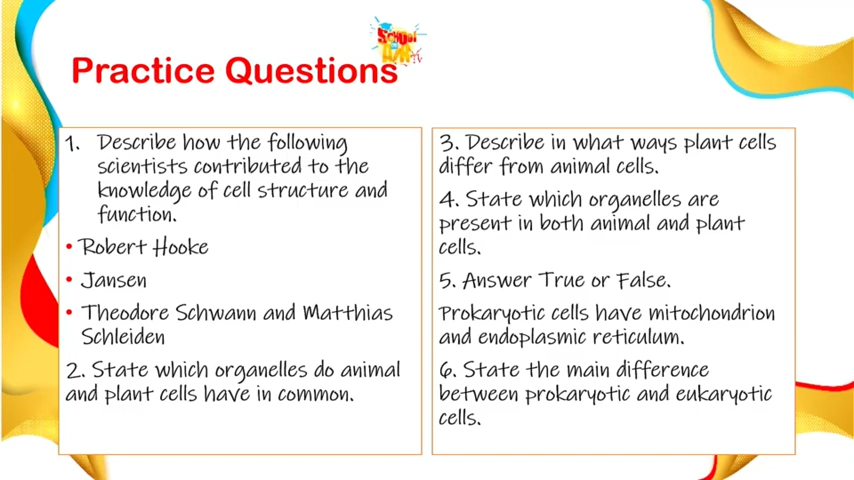 SCHOOL
Practice Questions
1. Describe how the following
scientists contributed to the
knowledge of cell structure and
function.
• Robert Hooke
• Jansen
• Theodore Schwann and Matthias
Schleiden
2. State which organelles do animal
and plant cells have in common.
3. Describe in what ways plant cells
differ from animal cells.
4. State which organelles are
present in both animal and plant
cells.
5. Answer True or False.
Prokaryotic cells have mitochondrion
and endoplasmic reticulum.
6. State the main difference
between prokaryotic and eukaryotic
cells.